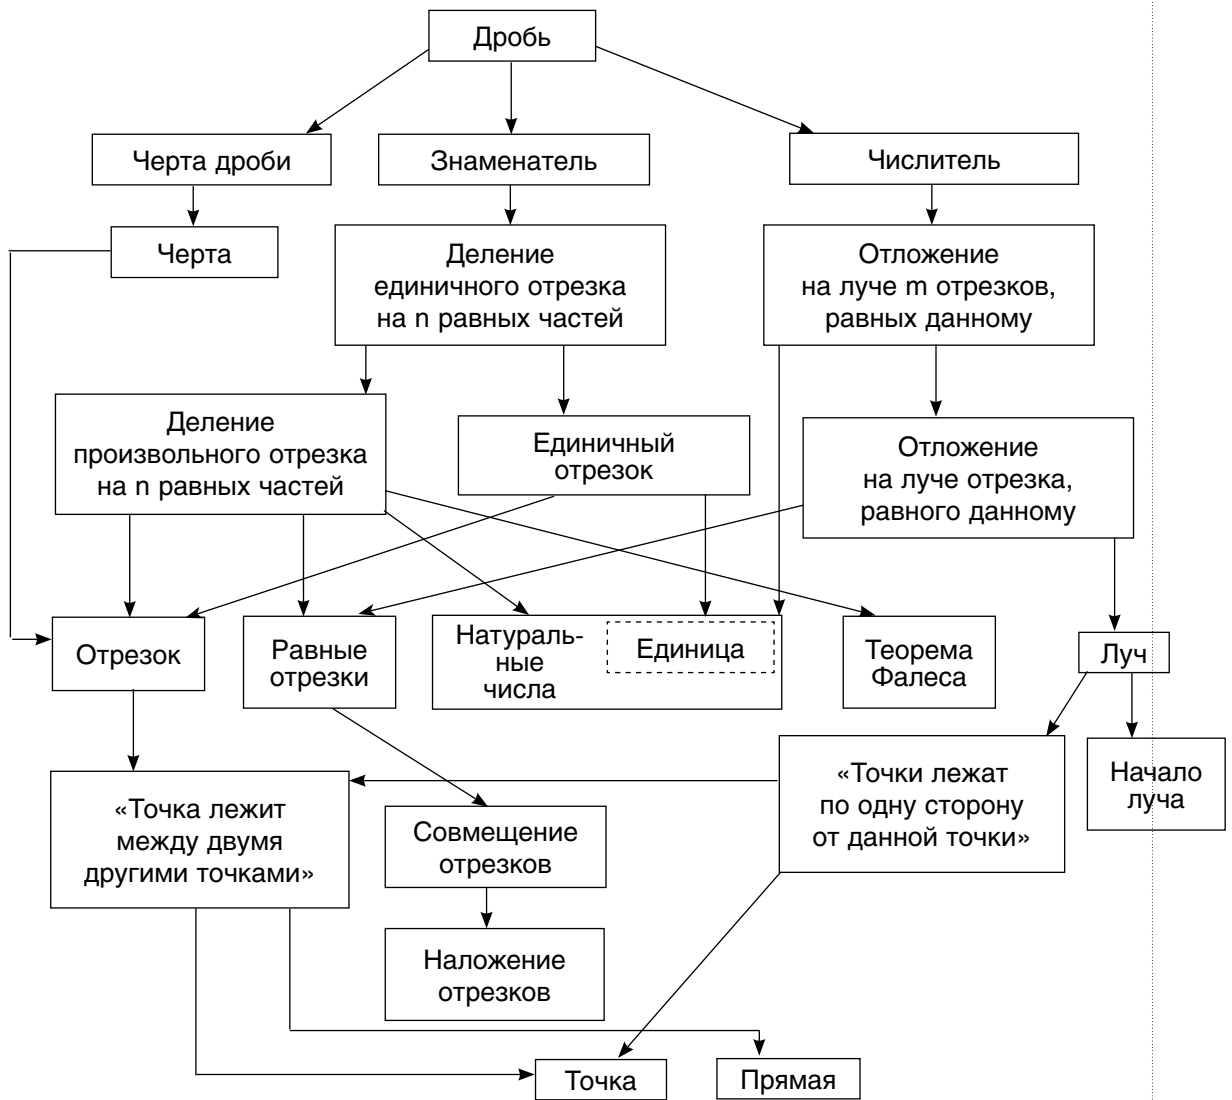 Дробь
Черта дроби
Знаменатель
Числитель
Черта
Деление
единичного отрезка
на n равных частей
Отложение
на луче m отрезков,
равных данному
Деление
произвольного отрезка
на n равных частей
Единичный
отрезок
Отложение
на луче отрезка,
равного данному
Отрезок
Равные
отрезки
Натураль-
ные
числа
Единица
Теорема
Фалеса
Луч
«Точка лежит
между двумя
другими точками»
Совмещение
отрезков
«Точки лежат
по одну сторону
от данной точки»
Начало
луча
Наложение
отрезков
Точка
Прямая